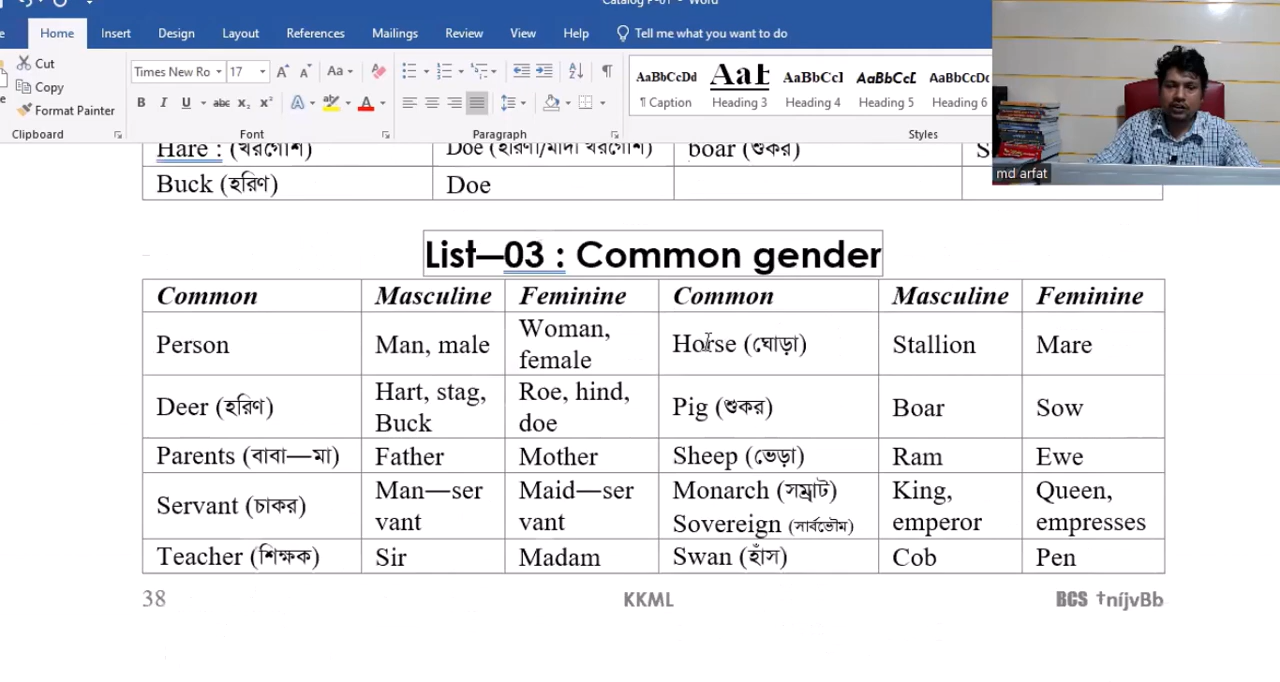 Home Insert Design Layout References Mailings Review View Help Tell me what you want to do
Cut
Copy
Format Painter
Times New Ro 17 Aa
AaBbCcDd AaB AaBbCcI AaBbCcD AaBbCcDc
¶ Caption Heading 3 Heading 4 Heading 5 Heading 6
B I U abc X₂ X² A A
Clipboard Font Paragraph Styles
md arfat
Hare : (খরগোশ) Doe (হরিণী/মাদী খরগোশ) boar (শুকর) S
Buck (হরিণ) Doe
List—03 : Common gender
Common Masculine Feminine Common Masculine Feminine
Person Man, male Woman, female Horse (ঘোড়া) Stallion Mare
Deer (হরিণ) Hart, stag, Buck Roe, hind, doe Pig (শুকর) Boar Sow
Parents (বাবা—মা) Father Mother Sheep (ভেড়া) Ram Ewe
Servant (চাকর) Man—ser vant Maid—ser vant Monarch (সম্রাট) Sovereign (সার্বভৌম) King, emperor Queen, empresses
Teacher (শিক্ষক) Sir Madam Swan (হাঁস) Cob Pen
38 KKML BCS †níjvBb